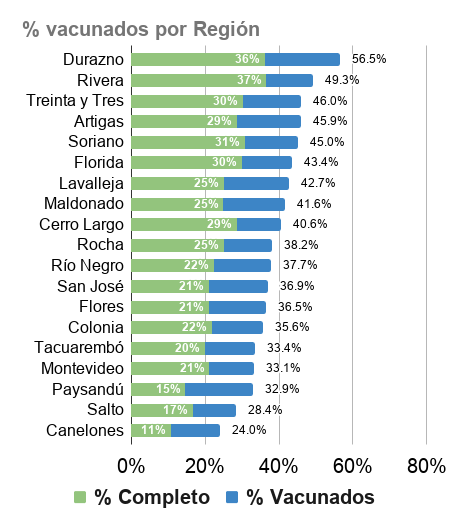 % vacunados por Región
Durazno 36% 56.5%
Rivera 37% 49.3%
Treinta y Tres 30% 46.0%
Artigas 29% 45.9%
Soriano 31% 45.0%
Florida 30% 43.4%
Lavalleja 25% 42.7%
Maldonado 25% 41.6%
Cerro Largo 29% 40.6%
Rocha 25% 38.2%
Río Negro 22% 37.7%
San José 21% 36.9%
Flores 21% 36.5%
Colonia 22% 35.6%
Tacuarembó 20% 33.4%
Montevideo 21% 33.1%
Paysandú 15% 32.9%
Salto 17% 28.4%
Canelones 11% 24.0%
0% 20% 40% 60% 80%
% Completo % Vacunados